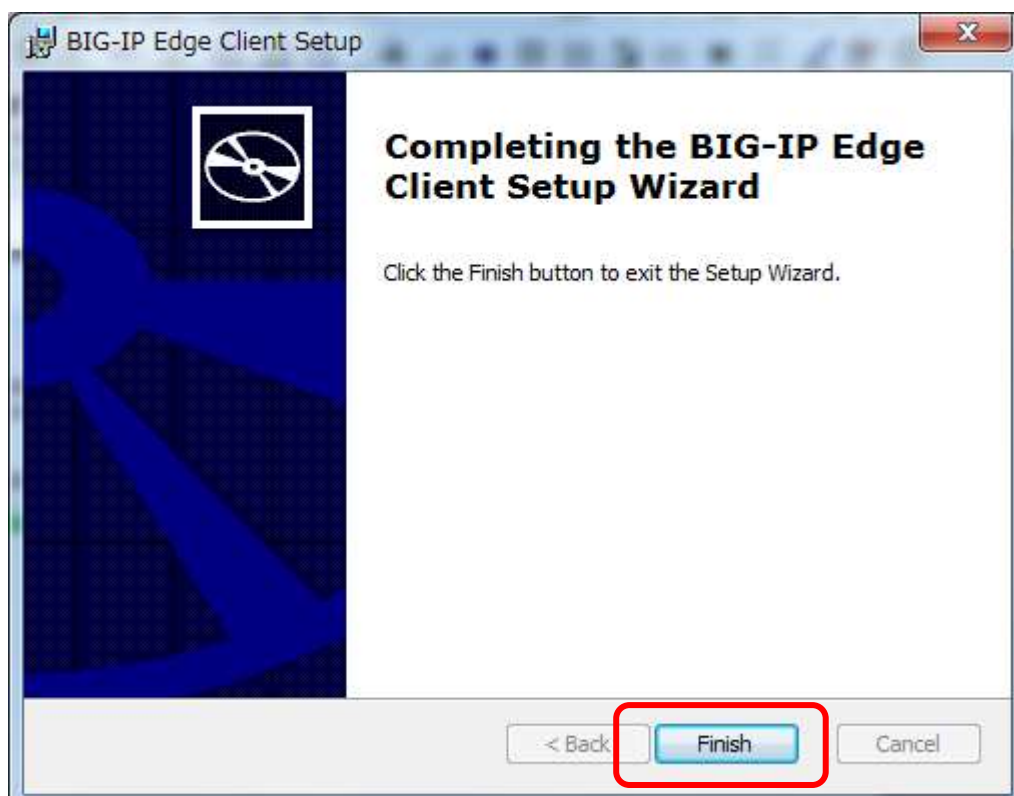 BIG-IP Edge Client Setup
Completing the BIG-IP Edge
Client Setup Wizard
Click the Finish button to exit the Setup Wizard.
< Back Finish Cancel